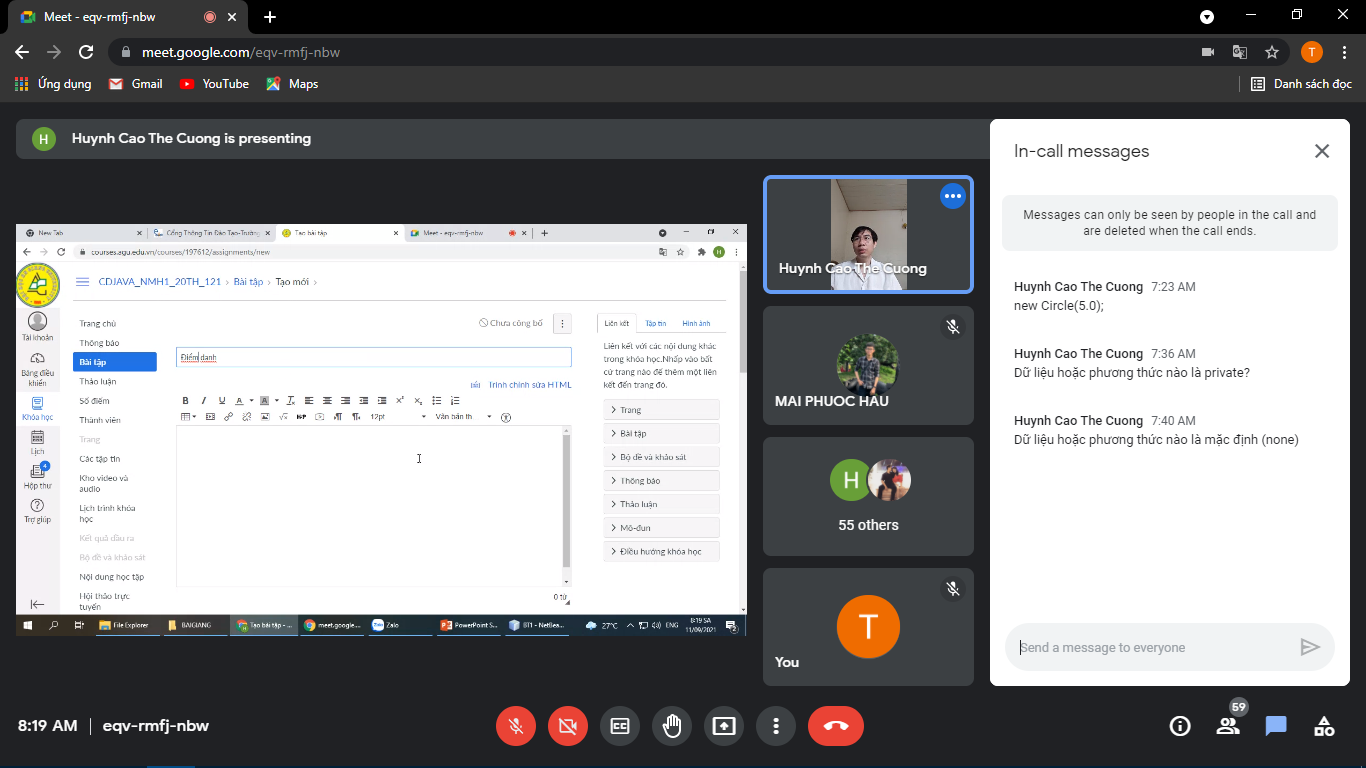 Meet - eqv-rmfj-nbw
meet.google.com/eqv-rmfj-nbw
T
Ứng dụng
Gmail
YouTube
Maps
Danh sách đọc
H
Huynh Cao The Cuong is presenting
New Tab
Cổng Thông Tin Đào Tạo-Trường
Tạo bài tập
Meet - eqv-rmfj-nbw
courses.agu.edu.vn/courses/197612/assignments/new
H
CDJAVA_NMH1_20TH_121 › Bài tập › Tạo mới ›
Tài khoản
Bảng điều khiển
Khóa học
Lịch
4
Hộp thư
Trợ giúp
Trang chủ
Thông báo
Bài tập
Thảo luận
Sổ điểm
Thành viên
Trang
Các tập tin
Kho video và
audio
Lịch trình khóa
học
Kết quả đầu ra
Bộ đề và khảo sát
Nội dung học tập
Hội thảo trực
tuyến
Chưa công bố
Điểm danh
Trình chỉnh sửa HTML
B I U A A
12pt
Văn bản th
0 từ
Liên kết
Tập tin
Hình ảnh
Liên kết với các nội dung khác
trong khóa học.Nhấp vào bất
cứ trang nào để thêm một liên
kết đến trang đó.
Trang
Bài tập
Bộ đề và khảo sát
Thông báo
Thảo luận
Mô-đun
Điều hướng khóa học
File Explorer
BAIGIANG
Tạo bài tập - ...
meet.google....
Zalo
PowerPoint S...
BT1 - NetBea...
27°C
ENG
8:19 SA
11/09/2021
2
Huynh Cao The Cuong
MAI PHUOC HAU
H
55 others
T
You
In-call messages
Messages can only be seen by people in the call and
are deleted when the call ends.
Huynh Cao The Cuong 7:23 AM
new Circle(5.0);
Huynh Cao The Cuong 7:36 AM
Dữ liệu hoặc phương thức nào là private?
Huynh Cao The Cuong 7:40 AM
Dữ liệu hoặc phương thức nào là mặc định (none)
Send a message to everyone
8:19 AM | eqv-rmfj-nbw
59